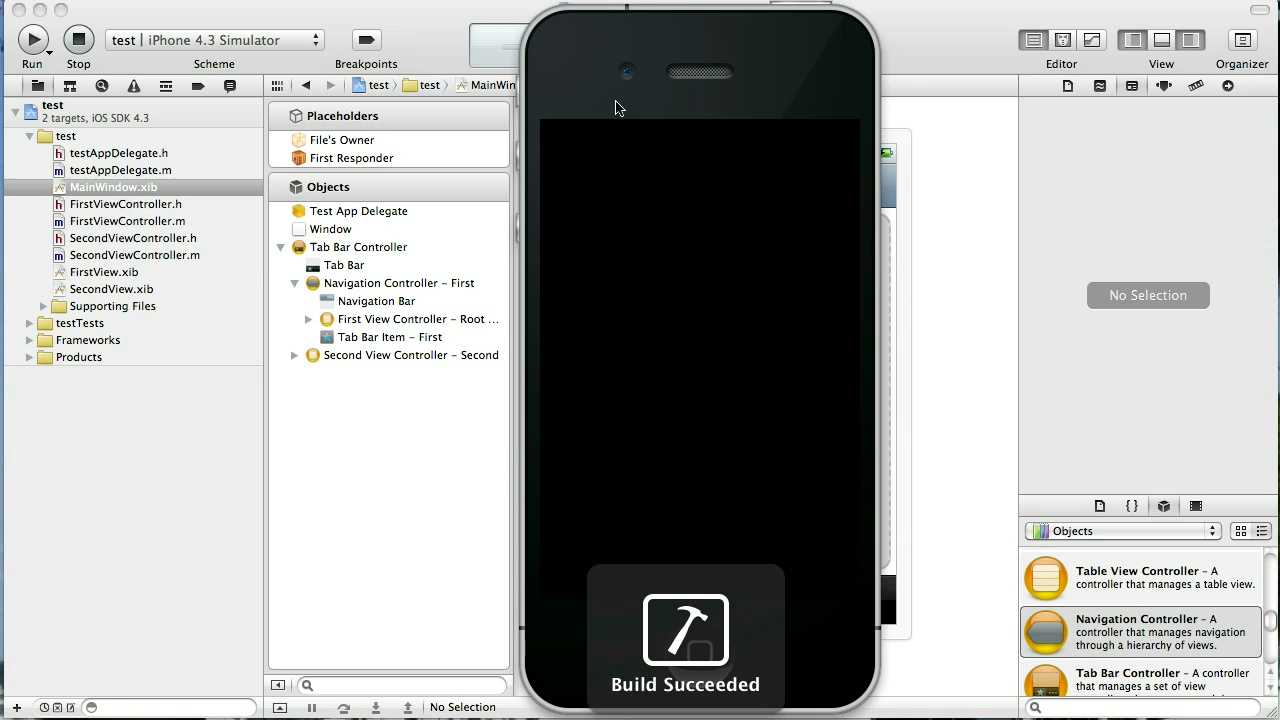 test | iPhone 4.3 Simulator
Run
Stop
Scheme
Breakpoints
Editor
View
Organizer
test
2 targets, iOS SDK 4.3
test
testAppDelegate.h
testAppDelegate.m
MainWindow.xib
FirstViewController.h
FirstViewController.m
SecondViewController.h
SecondViewController.m
FirstView.xib
SecondView.xib
Supporting Files
testTests
Frameworks
Products
test
test
MainWin
Placeholders
File's Owner
First Responder
Objects
Test App Delegate
Window
Tab Bar Controller
Tab Bar
Navigation Controller – First
Navigation Bar
First View Controller – Root ...
Tab Bar Item – First
Second View Controller – Second
Build Succeeded
No Selection
No Selection
{ }
Objects
Table View Controller – A
controller that manages a table view.
Navigation Controller – A
controller that manages navigation
through a hierarchy of views.
Tab Bar Controller – A controller
that manages a set of view